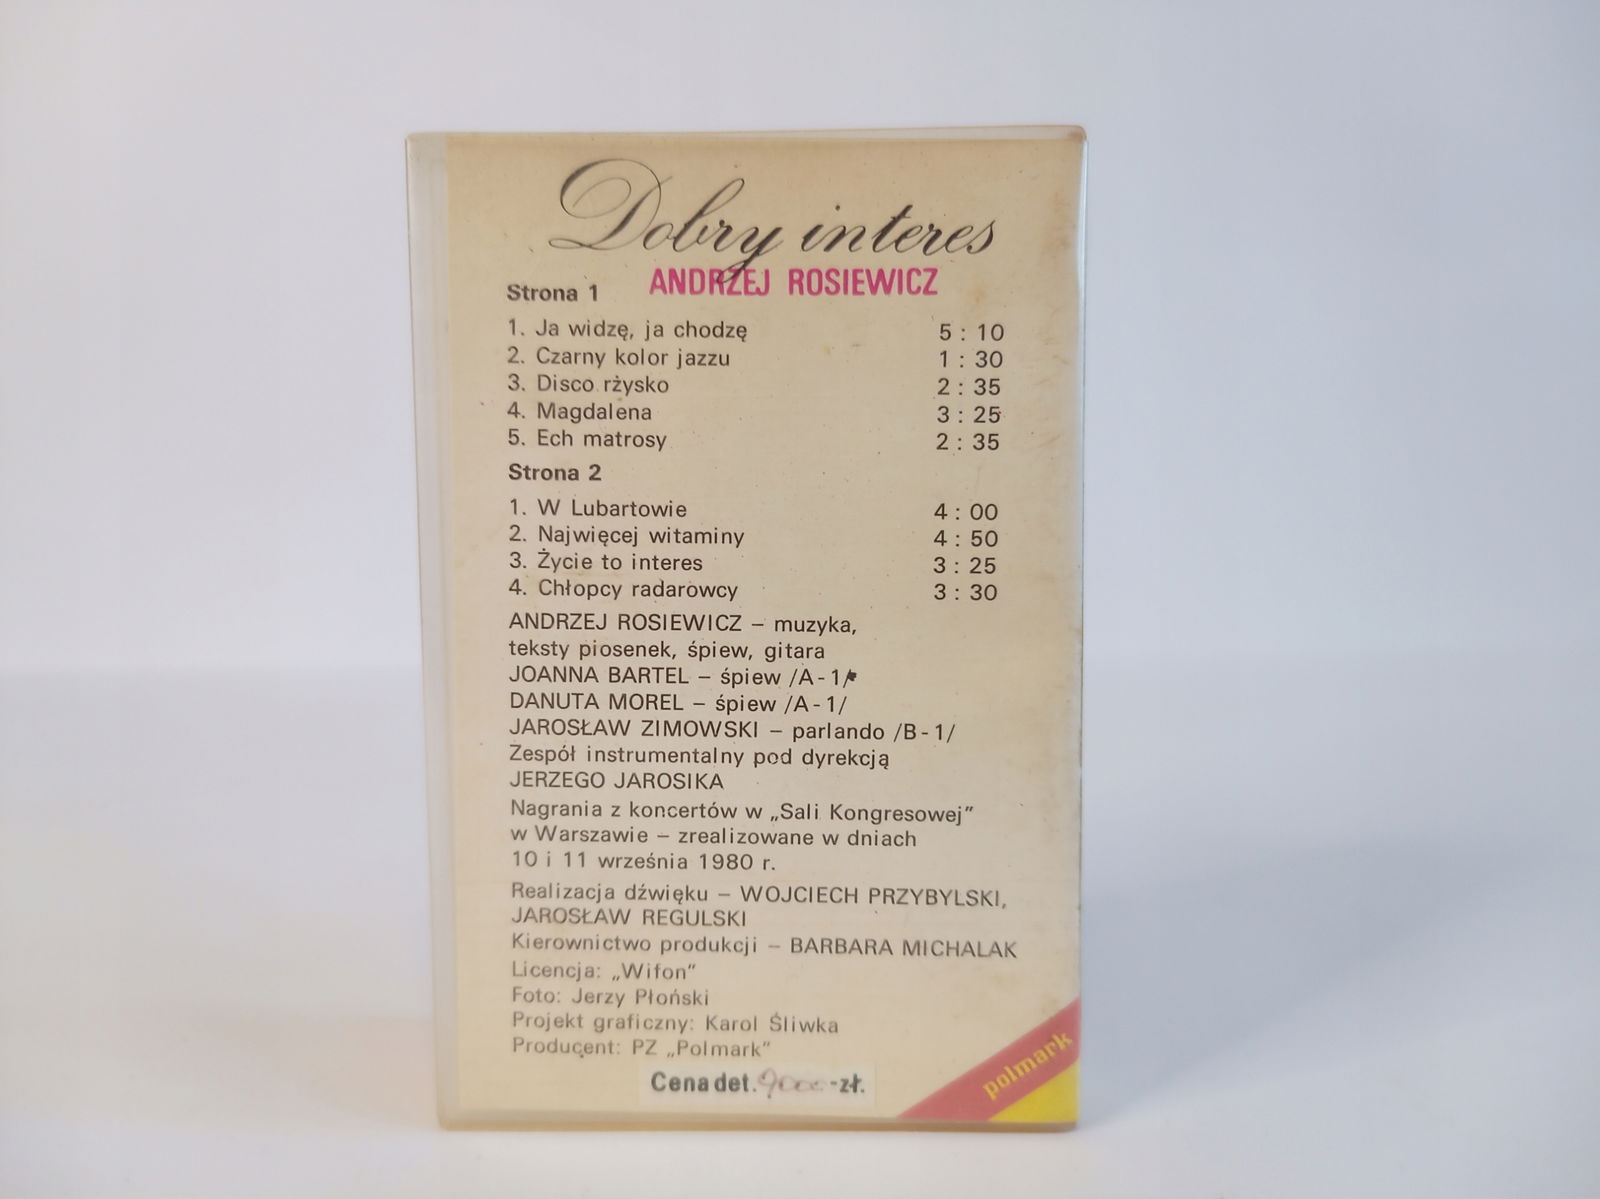 Dobry interes
ANDRZEJ ROSIEWICZ
Strona 1
1. Ja widzę, ja chodzę 5 : 10
2. Czarny kolor jazzu 1 : 30
3. Disco rżysko 2 : 35
4. Magdalena 3 : 25
5. Ech matrosy 2 : 35
Strona 2
1. W Lubartowie 4 : 00
2. Najwięcej witaminy 4 : 50
3. Życie to interes 3 : 25
4. Chłopcy radarowcy 3 : 30
ANDRZEJ ROSIEWICZ – muzyka,
teksty piosenek, śpiew, gitara
JOANNA BARTEL – śpiew /A-1/
DANUTA MOREL – śpiew /A-1/
JAROSŁAW ZIMOWSKI – parlando /B-1/
Zespół instrumentalny pod dyrekcją
JERZEGO JAROSIKA
Nagrania z koncertów w „Sali Kongresowej”
w Warszawie – zrealizowane w dniach
10 i 11 września 1980 r.
Realizacja dźwięku – WOJCIECH PRZYBYLSKI,
JAROSŁAW REGULSKI
Kierownictwo produkcji – BARBARA MICHALAK
Licencja: „Wifon”
Foto: Jerzy Płoński
Projekt graficzny: Karol Śliwka
Producent: PZ „Polmark”
Cena det. 9000 -zł.
polmark